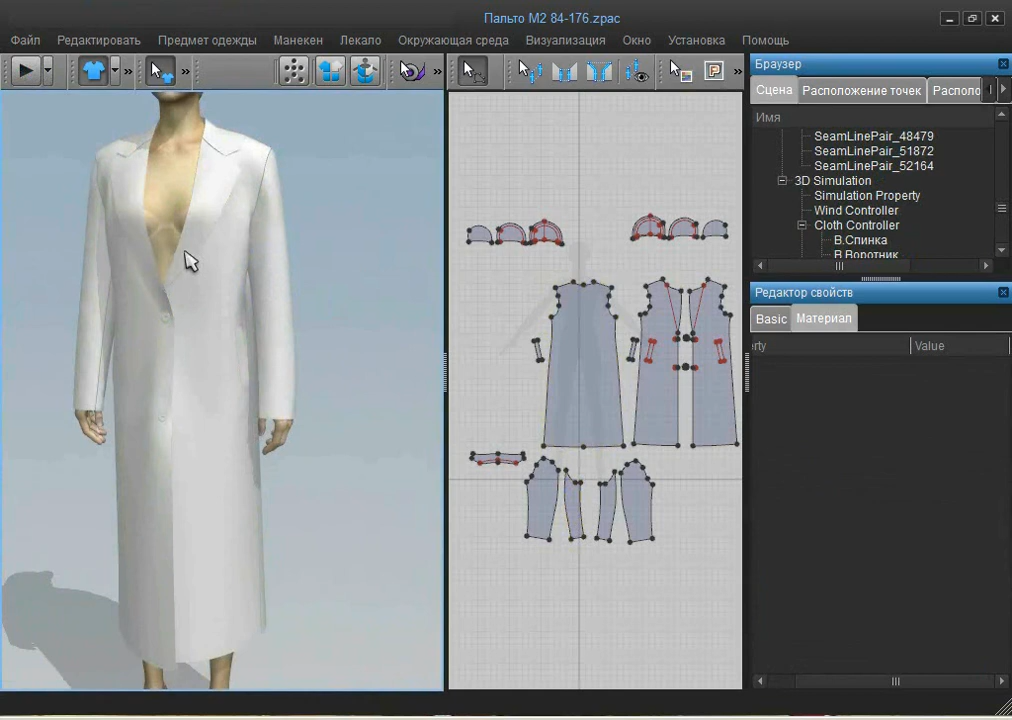 Пальто М2 84-176.zpac
Файл Редактировать Предмет одежды Манекен Лекало Окружающая среда Визуализация Окно Установка Помощь
Браузер
Сцена Расположение точек Располо
Имя
SeamLinePair_48479
SeamLinePair_51872
SeamLinePair_52164
3D Simulation
Simulation Property
Wind Controller
Cloth Controller
В.Спинка
В.Воротник
Редактор свойств
Basic Материал
rty Value
P